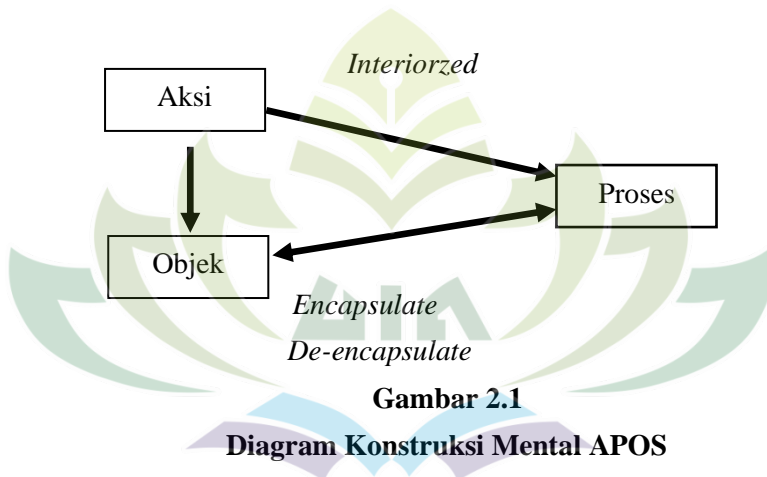 Interiorzed
Aksi
Proses
Objek
Encapsulate
De-encapsulate
Gambar 2.1
Diagram Konstruksi Mental APOS